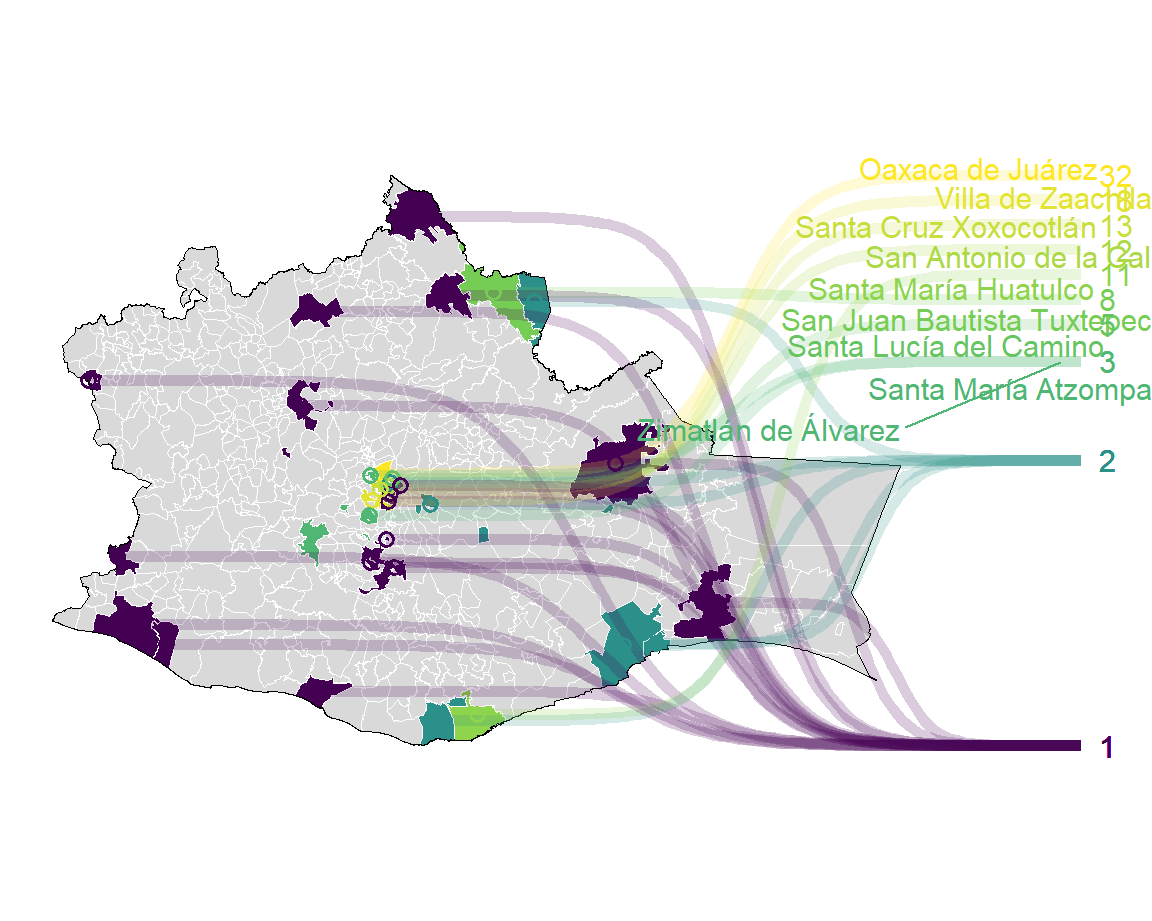 Oaxaca de Juárez 32
Villa de Zaachila
Santa Cruz Xoxocotlán 13
San Antonio de la Cal
12
11
Santa María Huatulco 8
San Juan Bautista Tuxtepec
Santa Lucía del Camino
3
Santa María Atzompa
Zimatlán de Álvarez
2
1